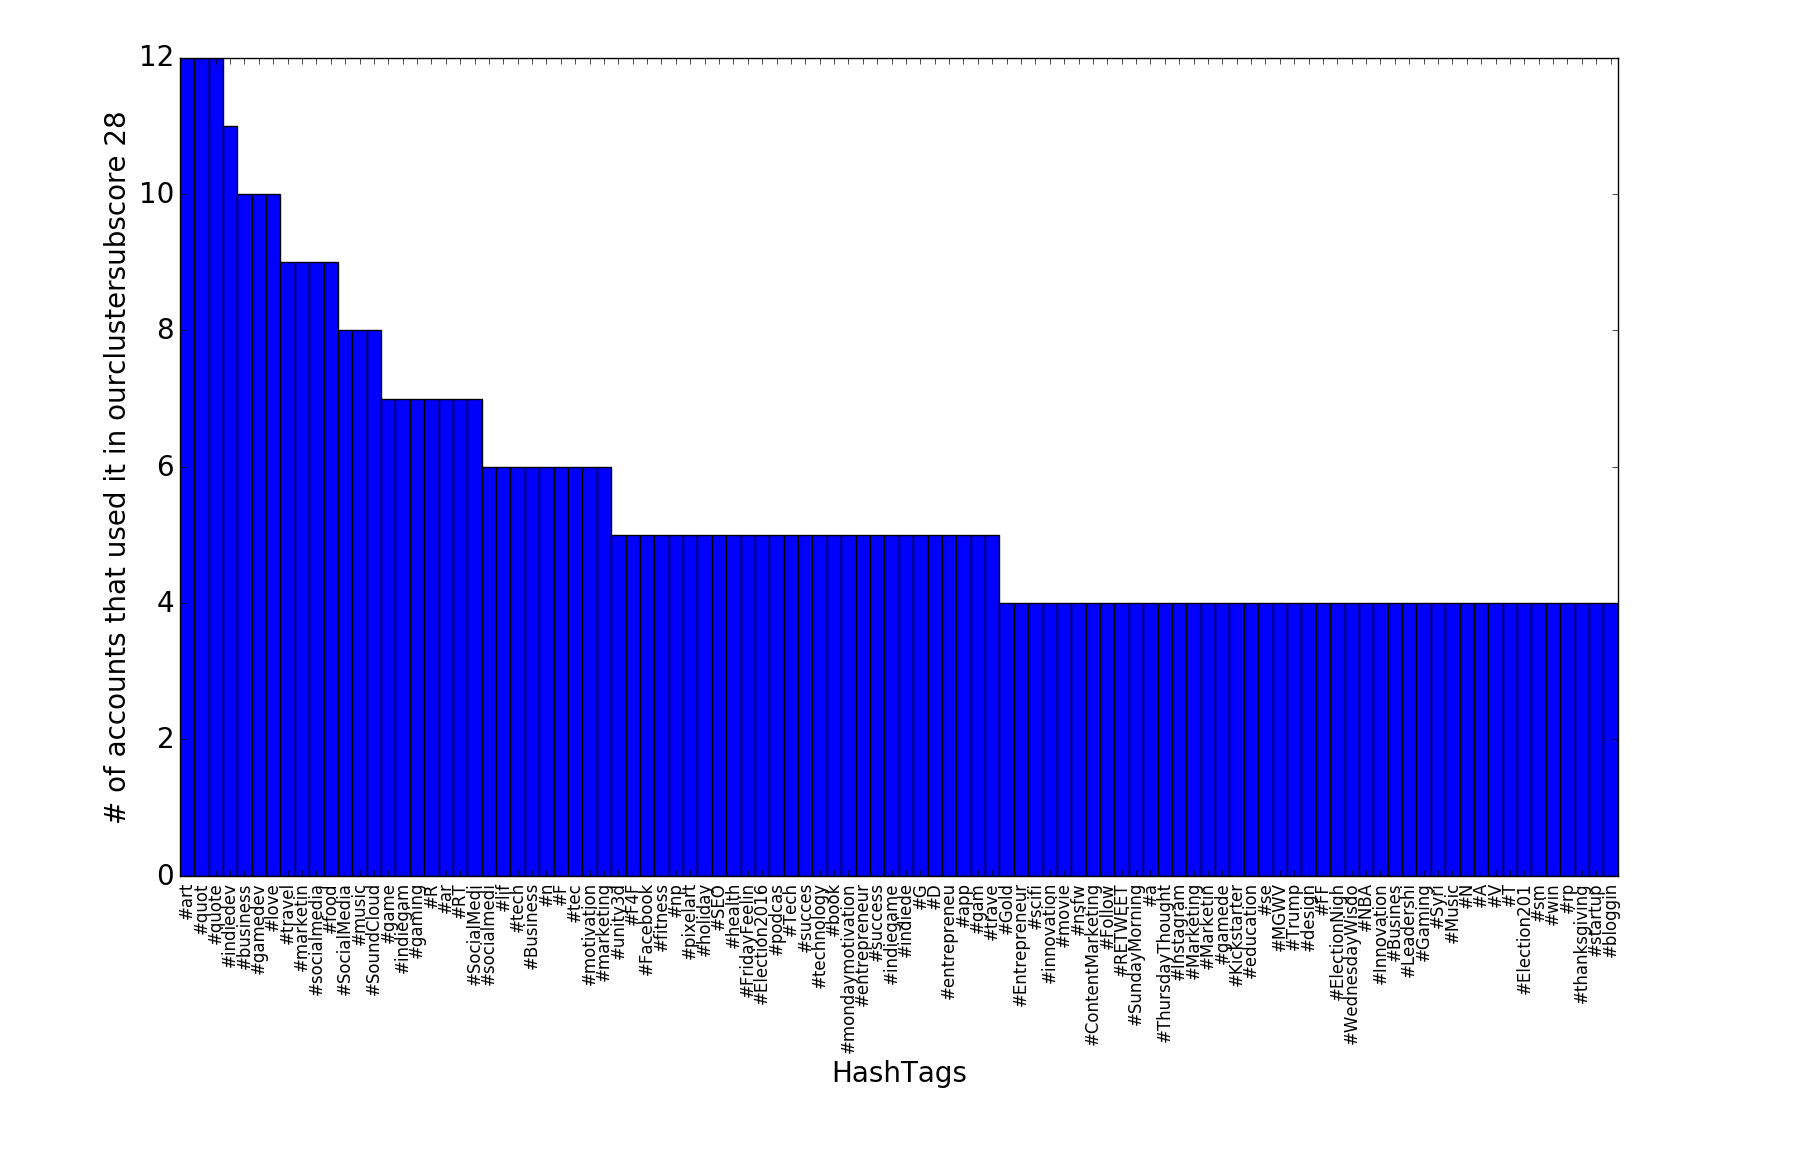 # of accounts that used it in ourclustersubscore 28
12
10
8
6
4
2
0
#art
#quot
#quote
#indiedev
#business
#gamedev
#love
#travel
#marketin
#socialmedia
#food
#SocialMedia
#music
#SoundCloud
#game
#indiegam
#gaming
#R
#ar
#RT
#SocialMedi
#socialmedi
#lif
#tech
#Business
#n
#F
#tec
#motivation
#marketing
#unity3d
#F4F
#Facebook
#fitness
#np
#pixelart
#holiday
#SEO
#health
#FridayFeelin
#Election2016
#podcas
#Tech
#succes
#technology
#book
#mondaymotivation
#entrepreneur
#success
#indiegame
#indiede
#G
#D
#entrepreneu
#app
#gam
#trave
#Gold
#Entrepreneur
#scifi
#innovation
#movie
#nsfw
#ContentMarketing
#Follow
#RETWEET
#SundayMorning
#a
#ThursdayThought
#Instagram
#Marketing
#Marketin
#gamede
#Kickstarter
#education
#se
#MGWV
#Trump
#design
#FF
#ElectionNigh
#WednesdayWisdo
#NBA
#Innovation
#Busines
#Leadershi
#Gaming
#Syri
#Music
#N
#A
#V
#T
#Election201
#sm
#win
#rp
#thanksgiving
#startup
#bloggin
HashTags